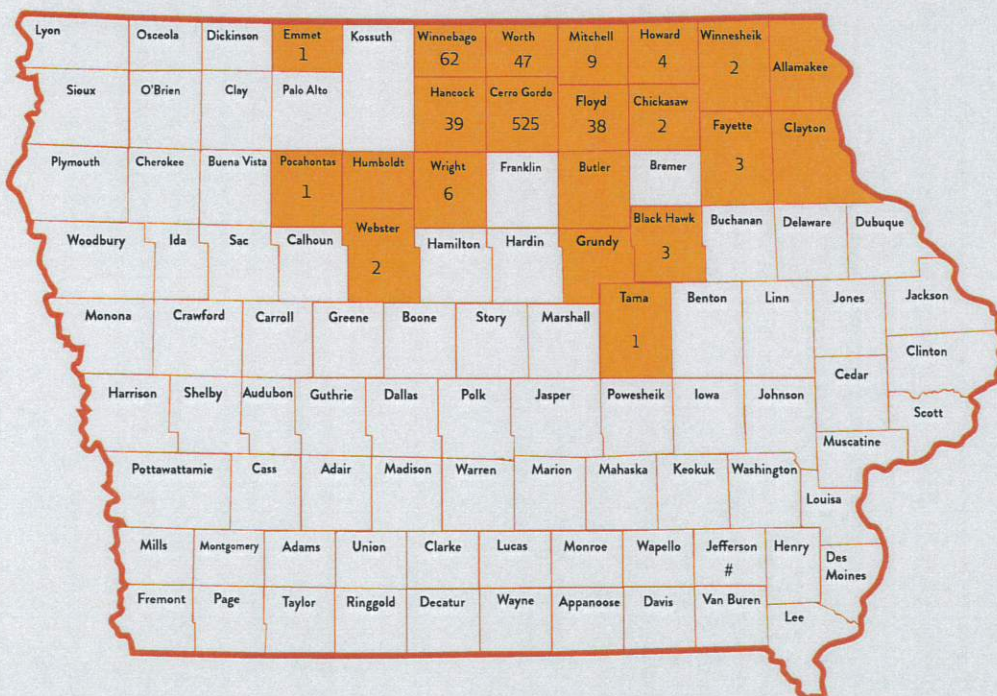 Lyon
Osceola
Dickinson
Emmet
1
Kossuth
Winnebago
62
Worth
47
Mitchell
9
Howard
4
Winnesheik
2
Allamakee
Sioux
O'Brien
Clay
Palo Alto
Hancock
39
Cerro Gordo
525
Floyd
38
Chickasaw
2
Fayette
3
Clayton
Plymouth
Cherokee
Buena Vista
Pocahontas
1
Humboldt
Wright
6
Franklin
Butler
Bremer
Woodbury
Ida
Sac
Calhoun
Webster
2
Hamilton
Hardin
Grundy
Black Hawk
3
Buchanan
Delaware
Dubuque
Monona
Crawford
Carroll
Greene
Boone
Story
Marshall
Tama
1
Benton
Linn
Jones
Jackson
Clinton
Cedar
Scott
Harrison
Shelby
Audubon
Guthrie
Dallas
Polk
Jasper
Powesheik
Iowa
Johnson
Muscatine
Pottawattamie
Cass
Adair
Madison
Warren
Marion
Mahaska
Keokuk
Washington
Louisa
Mills
Montgomery
Adams
Union
Clarke
Lucas
Monroe
Wapello
Jefferson
#
Henry
Des
Moines
Fremont
Page
Taylor
Ringgold
Decatur
Wayne
Appanoose
Davis
Van Buren
Lee